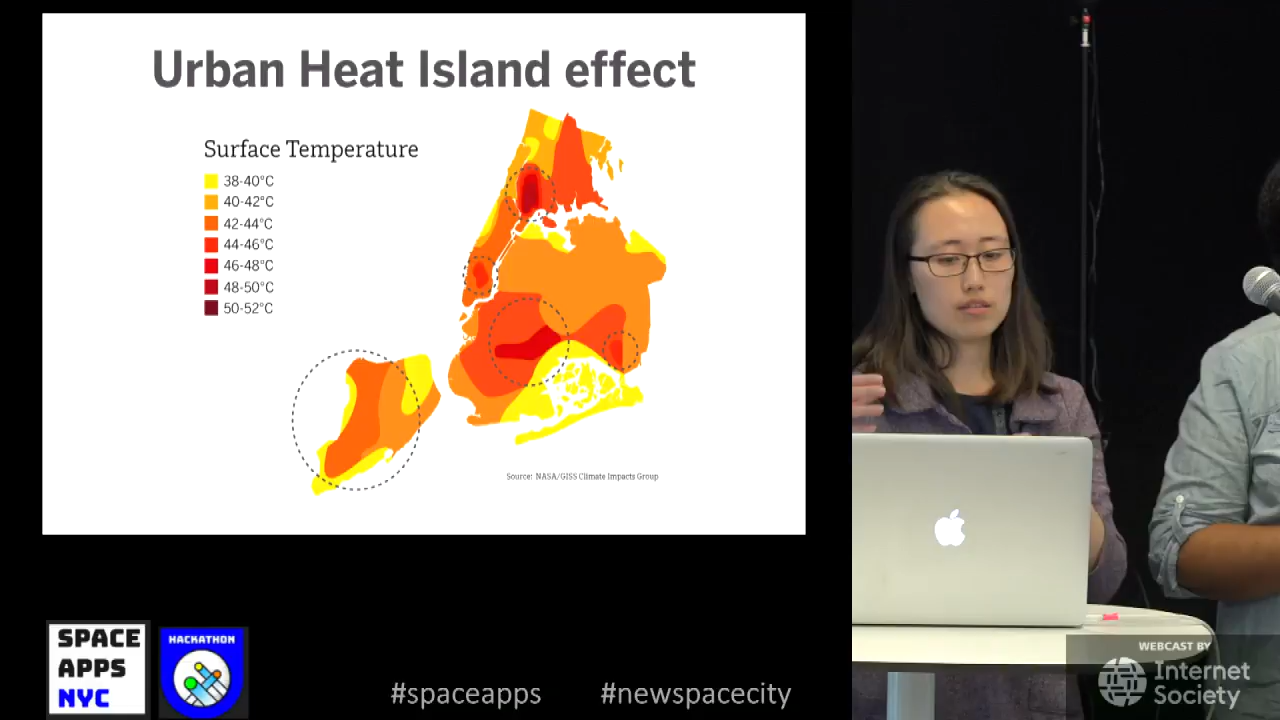 Urban Heat Island effect
Surface Temperature
38-40°C
40-42°C
42-44°C
44-46°C
46-48°C
48-50°C
50-52°C
Source: NASA/GISS Climate Impacts Group
SPACE
APPS
NYC
HACKATHON
#spaceapps
#newspacecity
WEBCAST BY
Internet
Society